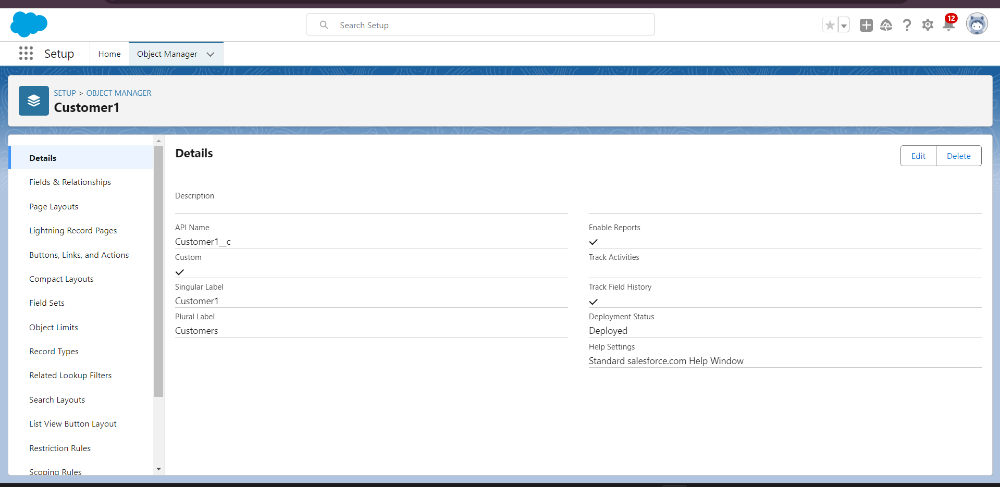 Search Setup
12
Setup
Home
Object Manager
SETUP > OBJECT MANAGER
Customer1
Details
Fields & Relationships
Page Layouts
Lightning Record Pages
Buttons, Links, and Actions
Compact Layouts
Field Sets
Object Limits
Record Types
Related Lookup Filters
Search Layouts
List View Button Layout
Restriction Rules
Scoping Rules
Details
Edit
Delete
Description
API Name
Customer1__c
Custom
Singular Label
Customer1
Plural Label
Customers
Enable Reports
Track Activities
Track Field History
Deployment Status
Deployed
Help Settings
Standard salesforce.com Help Window